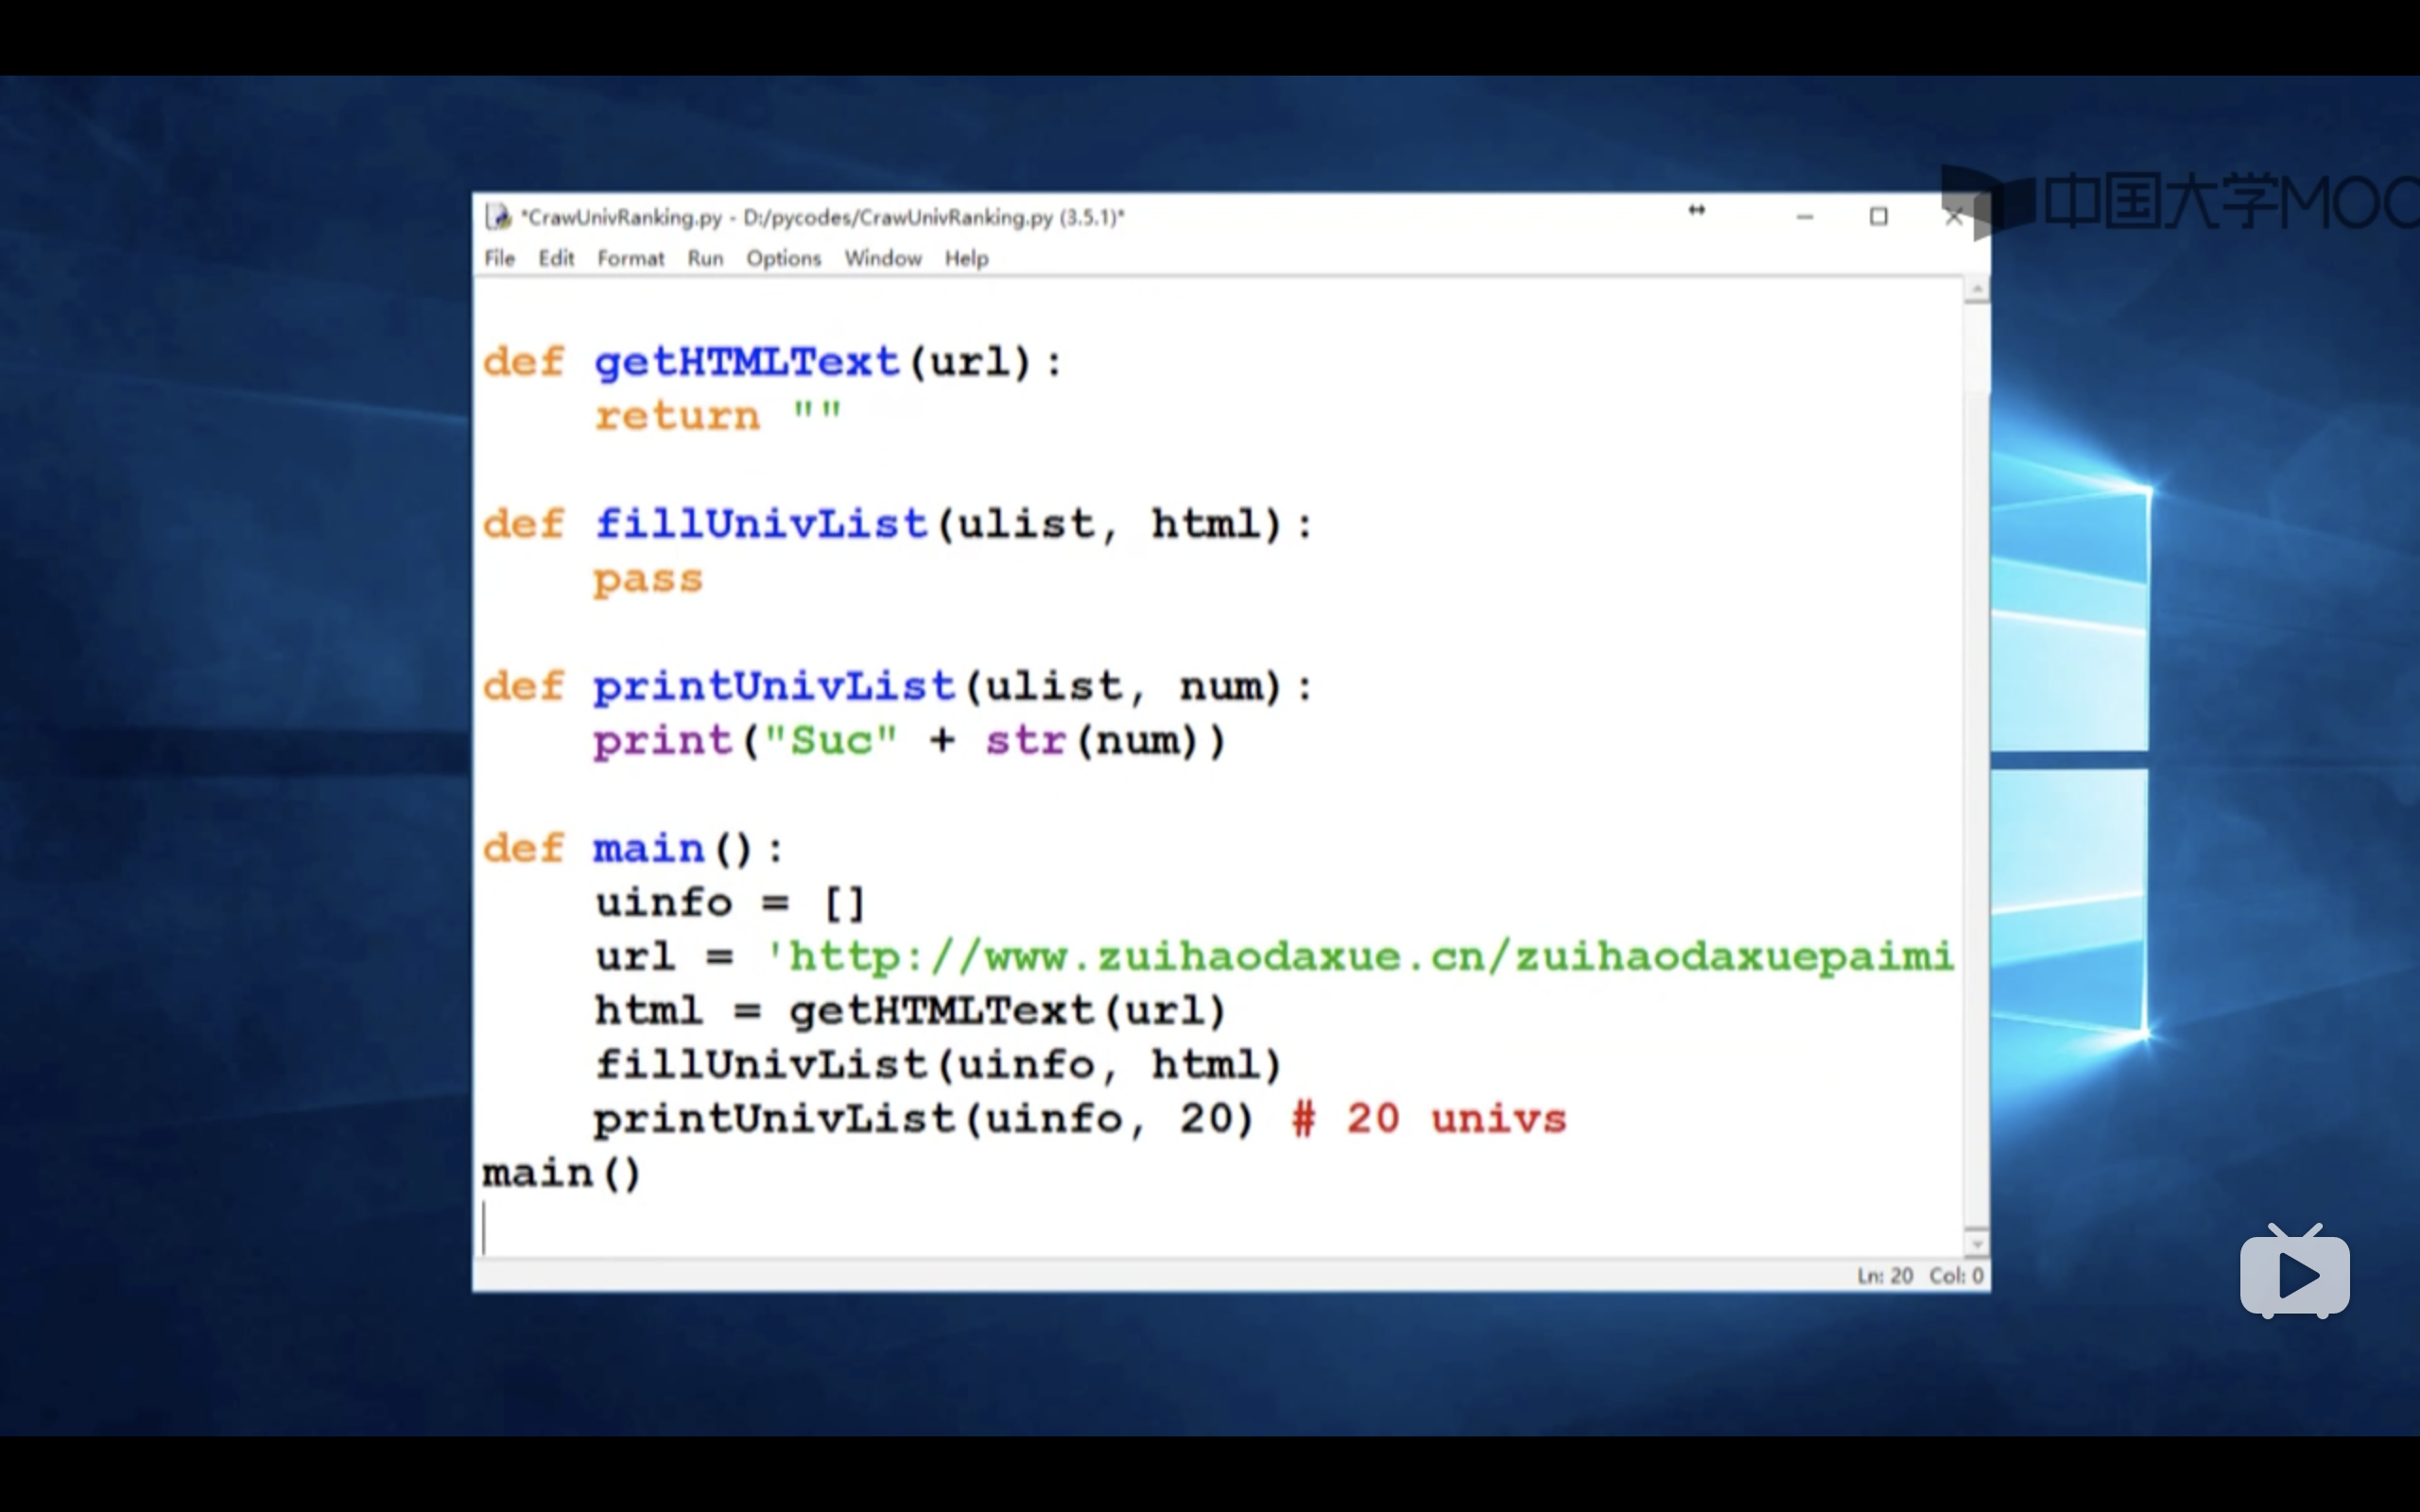 中国大学MOO
*CrawUnivRanking.py - D:/pycodes/CrawUnivRanking.py (3.5.1)*
File Edit Format Run Options Window Help
def getHTMLText(url):
    return ""
def fillUnivList(ulist, html):
    pass
def printUnivList(ulist, num):
    print("Suc" + str(num))
def main():
    uinfo = []
    url = 'http://www.zuihaodaxue.cn/zuihaodaxuepaimi
    html = getHTMLText(url)
    fillUnivList(uinfo, html)
    printUnivList(uinfo, 20) # 20 univs
main()
Ln: 20 Col: 0